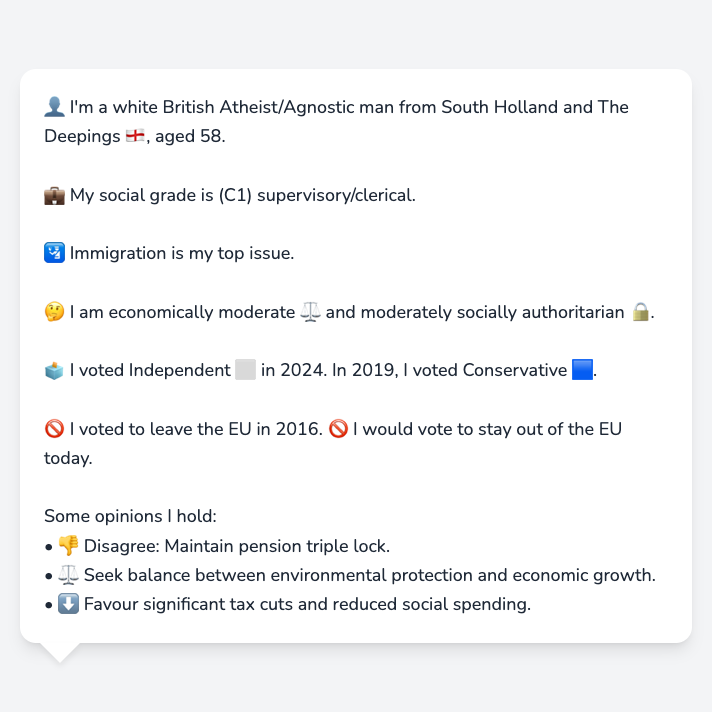 👤 I'm a white British Atheist/Agnostic man from South Holland and The
Deepings 🏴󠁧󠁢󠁥󠁮󠁧󠁿, aged 58.
💼 My social grade is (C1) supervisory/clerical.
🛂 Immigration is my top issue.
🤔 I am economically moderate ⚖️ and moderately socially authoritarian 🔒.
🗳️ I voted Independent ⬜ in 2024. In 2019, I voted Conservative 🟦.
🚫 I voted to leave the EU in 2016. 🚫 I would vote to stay out of the EU
today.
Some opinions I hold:
• 👎 Disagree: Maintain pension triple lock.
• ⚖️ Seek balance between environmental protection and economic growth.
• ⬇️ Favour significant tax cuts and reduced social spending.